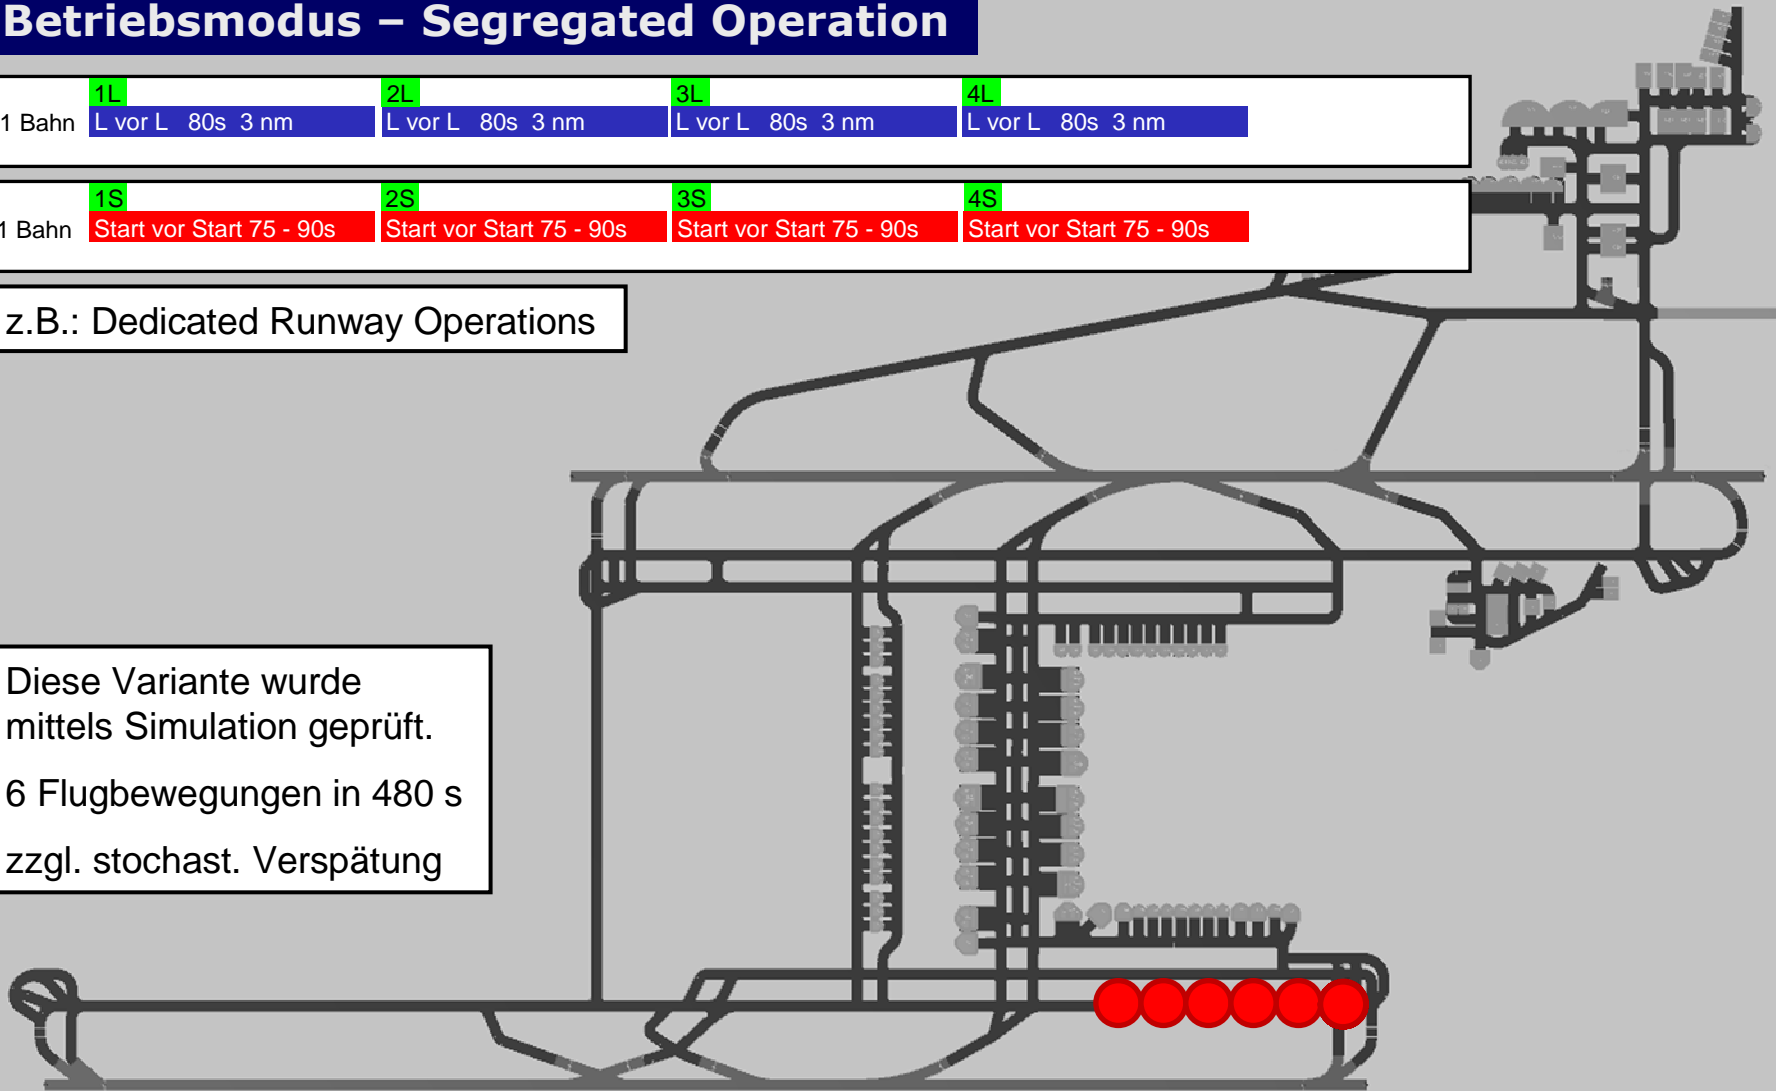 Betriebsmodus – Segregated Operation
1L 2L 3L 4L
1 Bahn L vor L 80s 3 nm L vor L 80s 3 nm L vor L 80s 3 nm L vor L 80s 3 nm
1S 2S 3S 4S
1 Bahn Start vor Start 75 - 90s Start vor Start 75 - 90s Start vor Start 75 - 90s Start vor Start 75 - 90s
z.B.: Dedicated Runway Operations
Diese Variante wurde
mittels Simulation geprüft.
6 Flugbewegungen in 480 s
zzgl. stochast. Verspätung